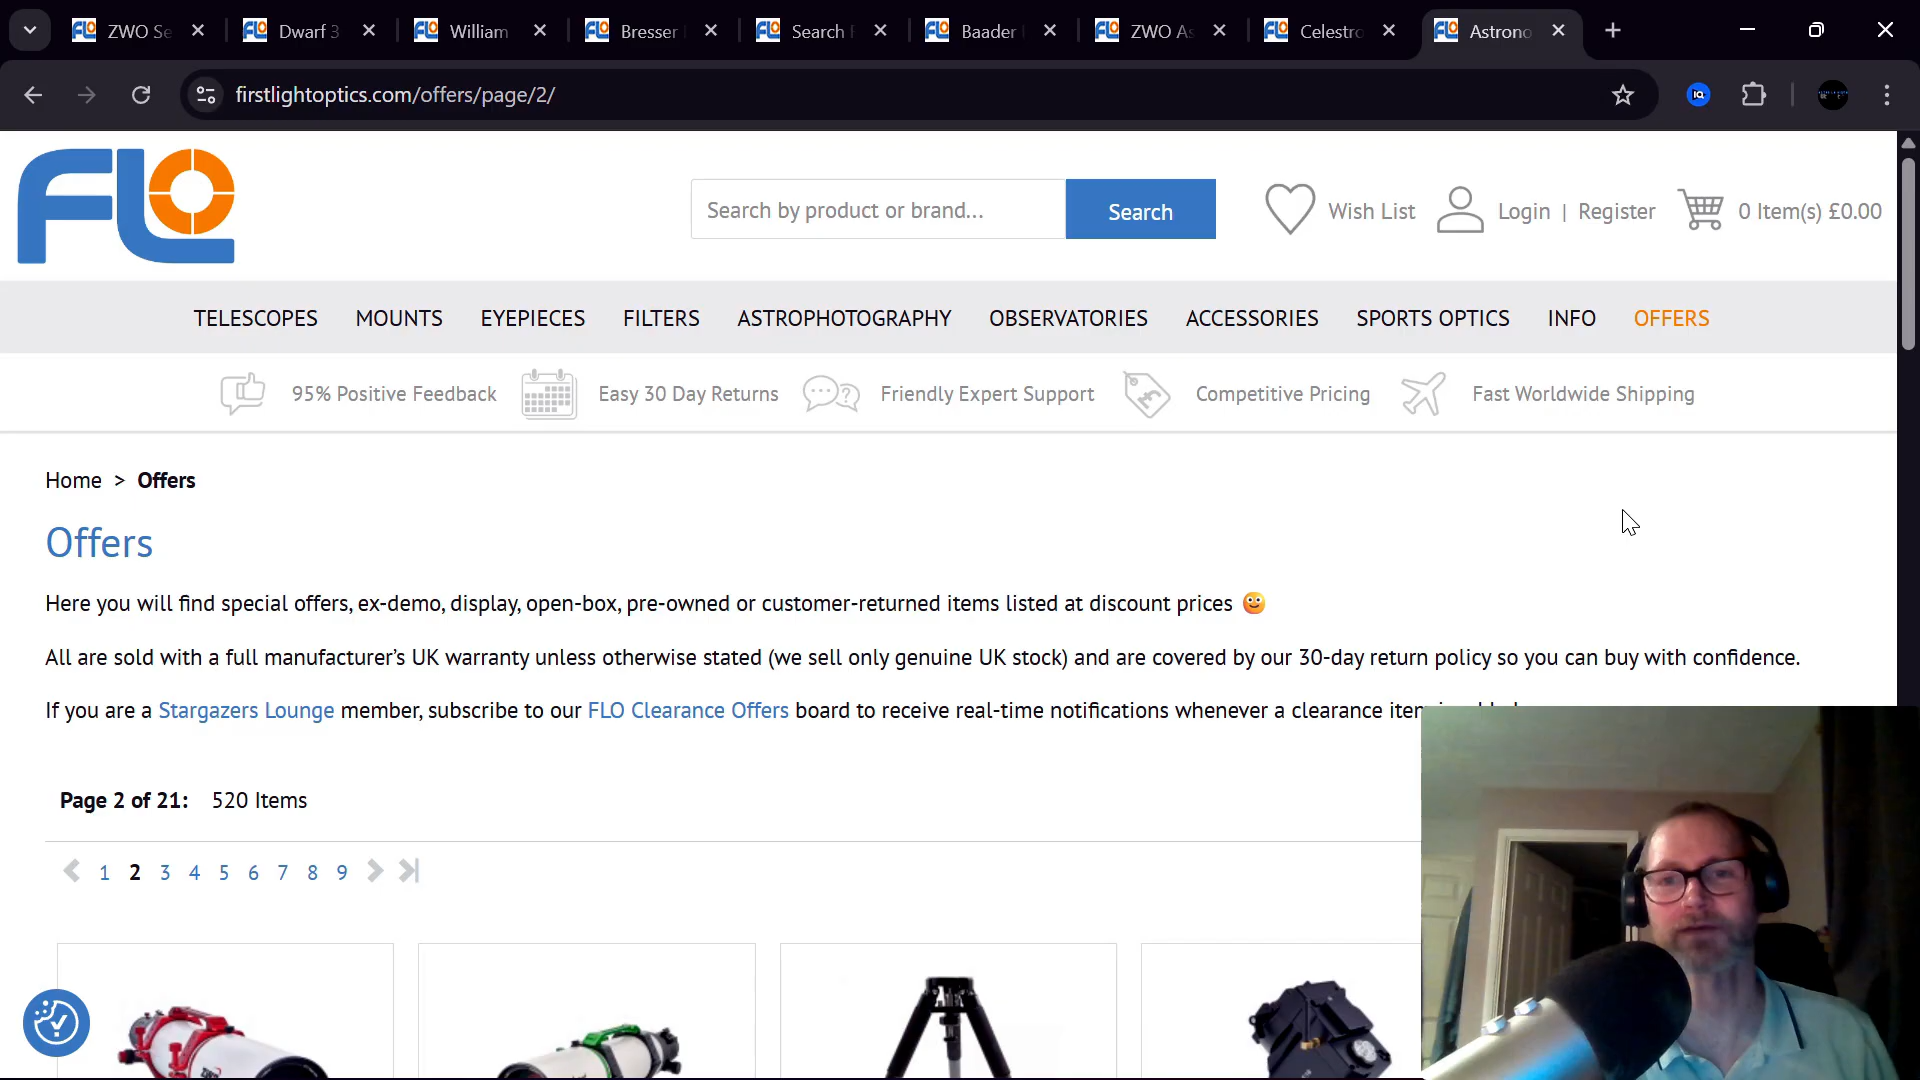 ZWO Se
Dwarf 3
William
Bresser
Search F
Baader
ZWO As
Celestro
Astrono
firstlightoptics.com/offers/page/2/
IQ
FLO
Search by product or brand...
Search
Wish List
Login | Register
0 Item(s) £0.00
TELESCOPES
MOUNTS
EYEPIECES
FILTERS
ASTROPHOTOGRAPHY
OBSERVATORIES
ACCESSORIES
SPORTS OPTICS
INFO
OFFERS
95% Positive Feedback
Easy 30 Day Returns
Friendly Expert Support
Competitive Pricing
Fast Worldwide Shipping
Home > Offers
Offers
Here you will find special offers, ex-demo, display, open-box, pre-owned or customer-returned items listed at discount prices
All are sold with a full manufacturer's UK warranty unless otherwise stated (we sell only genuine UK stock) and are covered by our 30-day return policy so you can buy with confidence.
If you are a Stargazers Lounge member, subscribe to our FLO Clearance Offers board to receive real-time notifications whenever a clearance item
Page 2 of 21: 520 Items
1 2 3 4 5 6 7 8 9